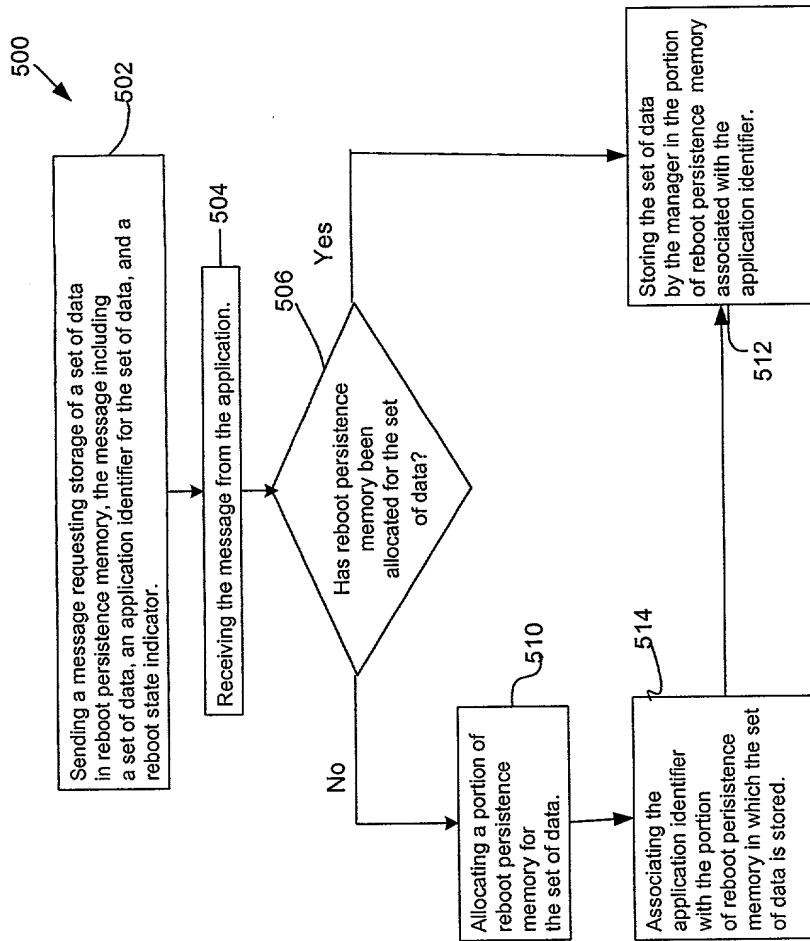 500
502
Sending a message requesting storage of a set of data
in reboot persistence memory, the message including
a set of data, an application identifier for the set of data, and a
reboot state indicator.
504
Receiving the message from the application.
506
Has reboot persistence
memory been
allocated for the set
of data?
Yes
No
510
Allocating a portion of
reboot persistence
memory for
the set of data.
514
Associating the
application identifier
with the portion
of reboot perisistence
memory in which the set
of data is stored.
Storing the set of data
by the manager in the portion
of reboot persistence memory
associated with the
application identifier.
512